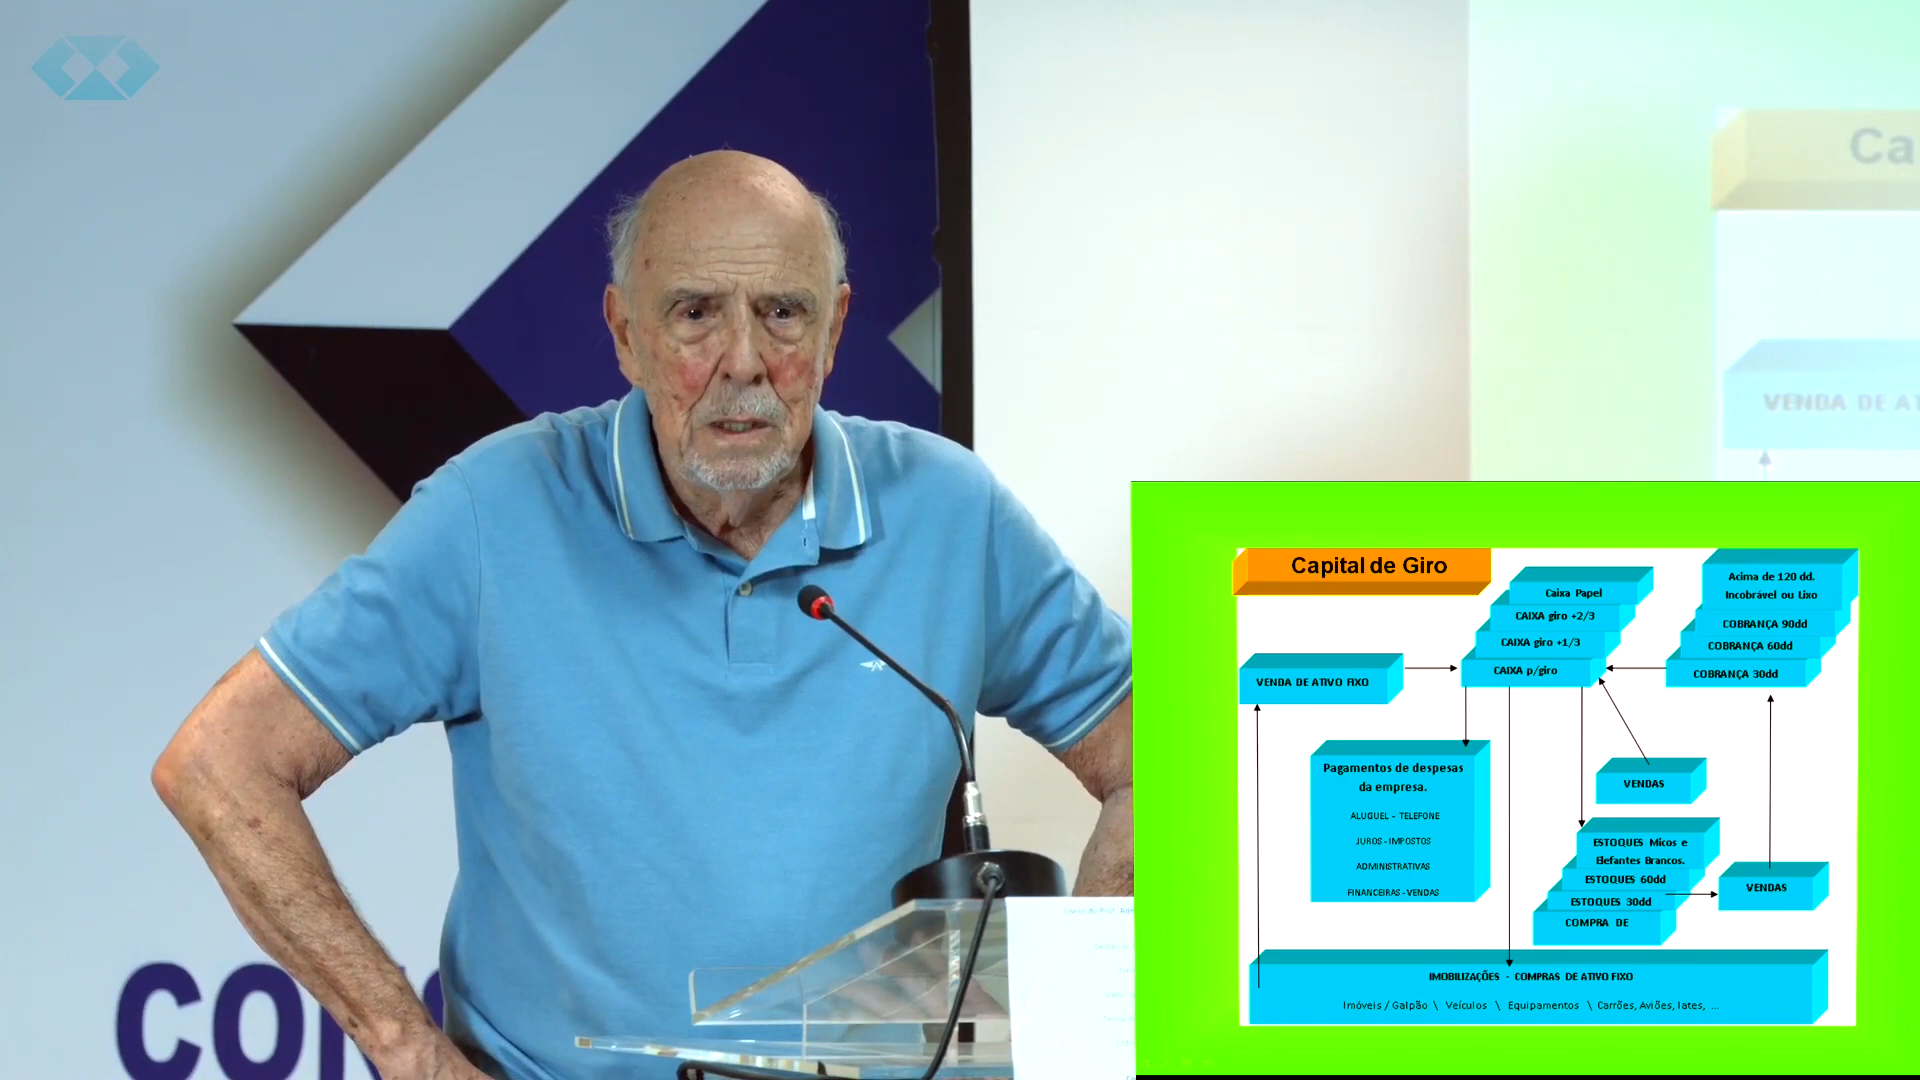 Ca
VENDA DE AT
CON
Capital de Giro
Caixa Papel
CAIXA giro +2/3
CAIXA giro +1/3
CAIXA p/giro
Acima de 120 dd.
Incobrável ou Lixo
COBRANÇA 90dd
COBRANÇA 60dd
COBRANÇA 30dd
VENDA DE ATIVO FIXO
Pagamentos de despesas
da empresa.
ALUGUEL - TELEFONE
JUROS - IMPOSTOS
ADMINISTRATIVAS
FINANCEIRAS - VENDAS
VENDAS
ESTOQUES Micos e
Elefantes Brancos.
ESTOQUES 60dd
ESTOQUES 30dd
COMPRA DE
VENDAS
IMOBILIZAÇÕES - COMPRAS DE ATIVO FIXO
Imóveis / Galpão \ Veículos \ Equipamentos \ Carrões, Aviões, Iates, ...